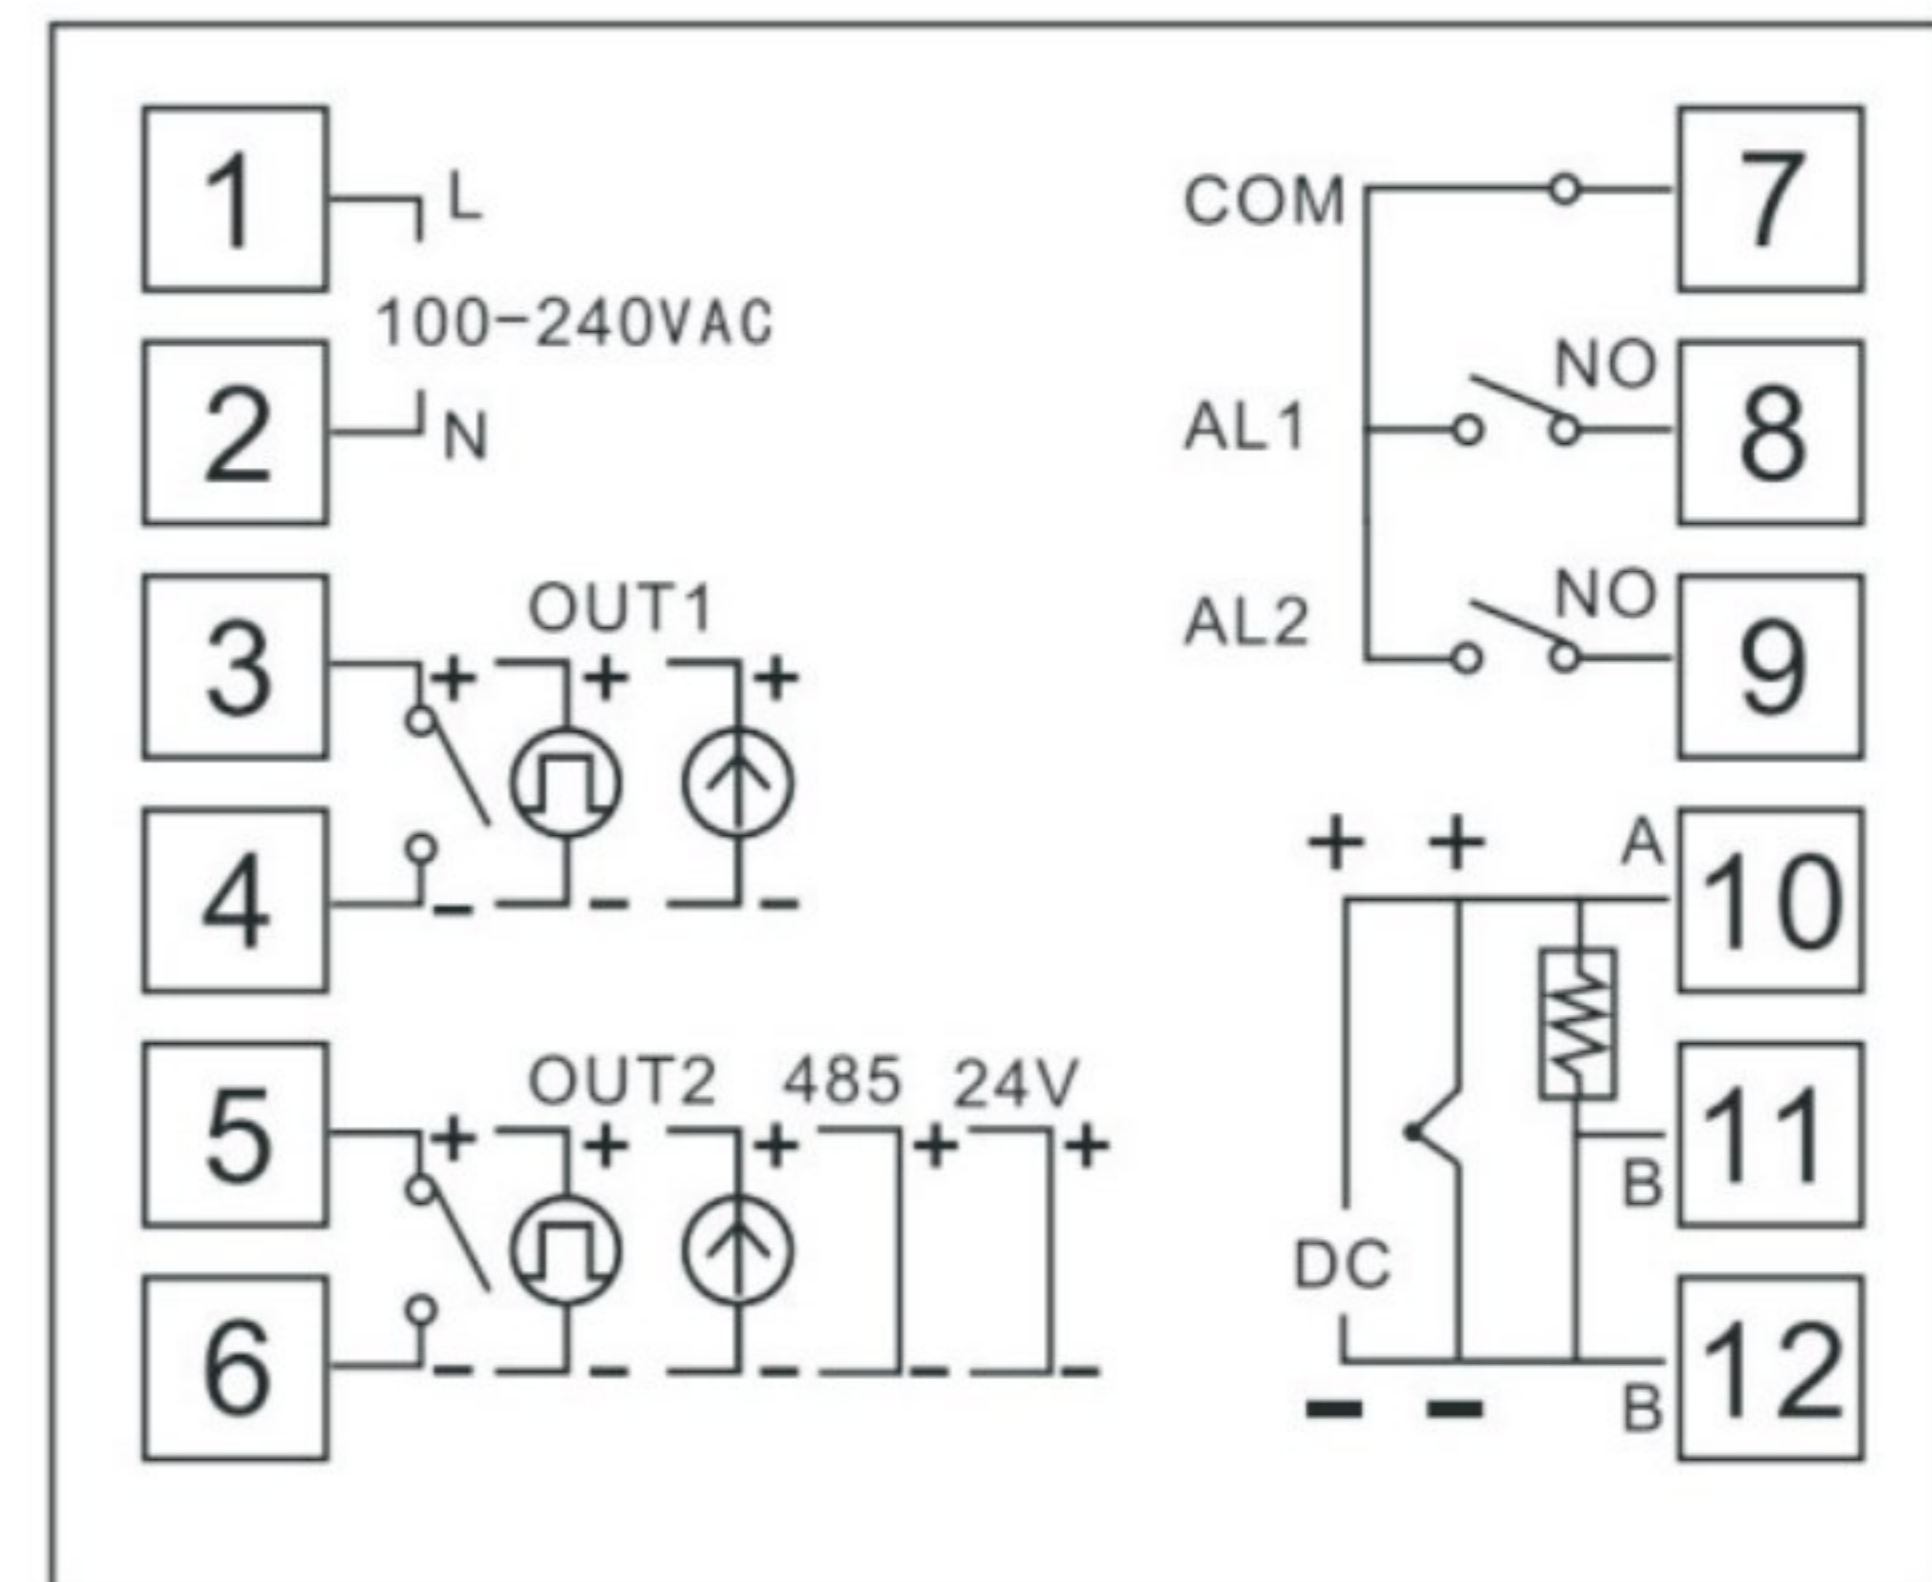 1
L
100-240VAC
2
N
3
OUT1
+ + +
4
- - -
5
OUT2 485 24V
+ + + + +
6
- - - - -
COM
7
NO
AL1
8
NO
AL2
9
+ + A
10
11
B
DC
12
- - B